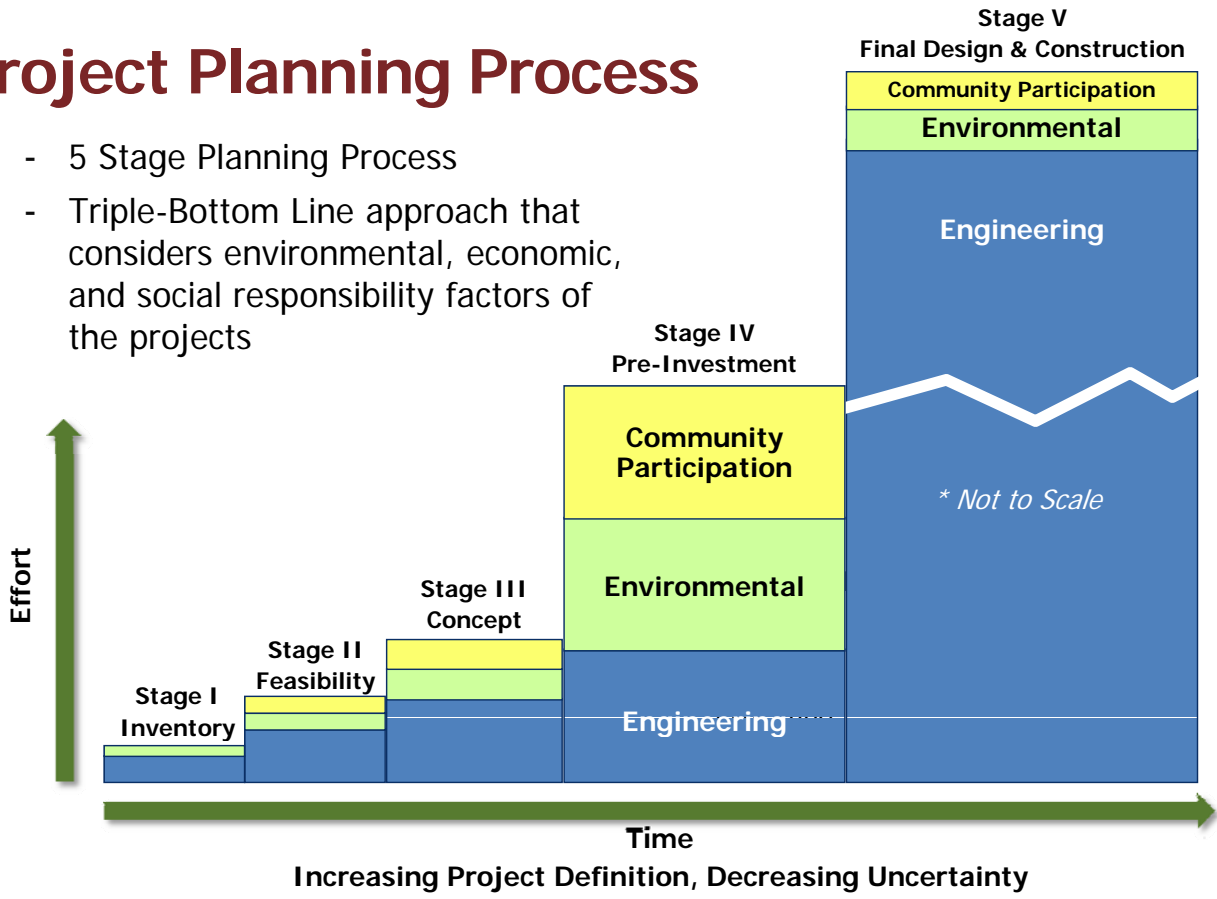 Stage V
Final Design & Construction
roject Planning Process
Community Participation
Environmental
- 5 Stage Planning Process
- Triple-Bottom Line approach that
considers environmental, economic,
and social responsibility factors of
the projects
Engineering
Stage IV
Pre-Investment
Community
Participation
* Not to Scale
Effort
Environmental
Stage III
Concept
Stage II
Feasibility
Stage I
Inventory
Engineering
Time
Increasing Project Definition, Decreasing Uncertainty